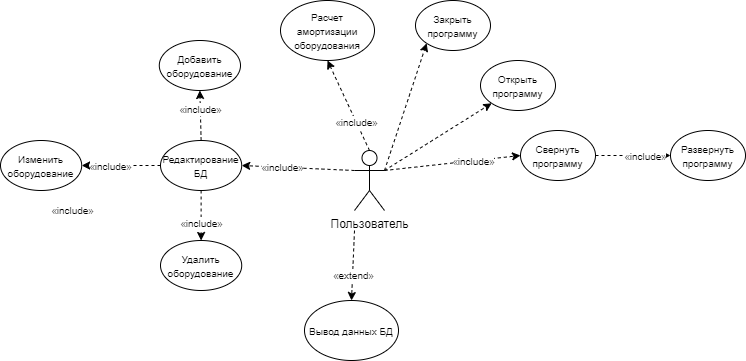 Расчет
амортизации
оборудования
Закрыть
программу
Добавить
оборудование
Открыть
программу
«include»
«include»
Изменить
оборудование
«include»
Редактирование
БД
«include»
«include»
Свернуть
программу
«include»
Развернуть
программу
«include»
«include»
Пользователь
Удалить
оборудование
«extend»
Вывод данных БД